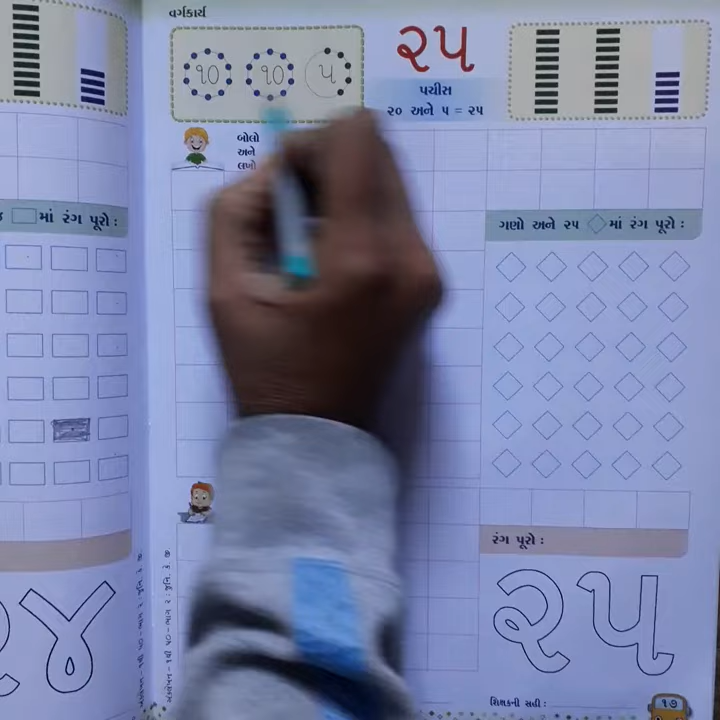 વર્ગકાર્ય
૧૦ ૧૦ ૫
૨૫
પચીસ
૨૦ અને ૫ = ૨૫
બોલો
અને
લખો
માં રંગ પૂરો :
ગણો અને ૨૫ માં રંગ પૂરો :
રંગ પૂરો :
૪
૨૫
શિક્ષકની સહી :
૧૭